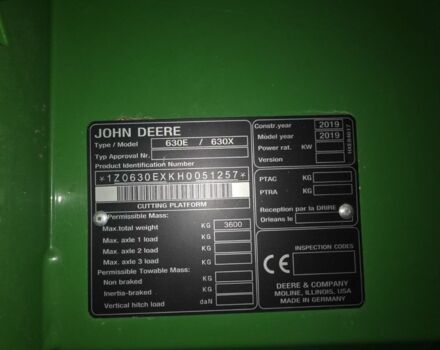 JOHN DEERE
Type / Model 630E / 630X
Typ Approval Nr.
Product Identification Number
*1Z0630EXKH0051257*
CUTTING PLATFORM
Permissible Mass:
Max.total weight KG 3600
Max. axle 1 load KG
Max. axle 2 load KG
Max. axle 3 load KG
Permissible Towable Mass:
Non braked KG
Inertia-braked KG
Vertical hitch load daN
Constr.year 2019
Model year 2019
Power rat. KW
Version
PTAC KG
PTRA KG
Réception par la DRIRE
Orleans le
CE
INSPECTION CODES
DEERE & COMPANY
MOLINE, ILLINOIS, USA
MADE IN GERMANY